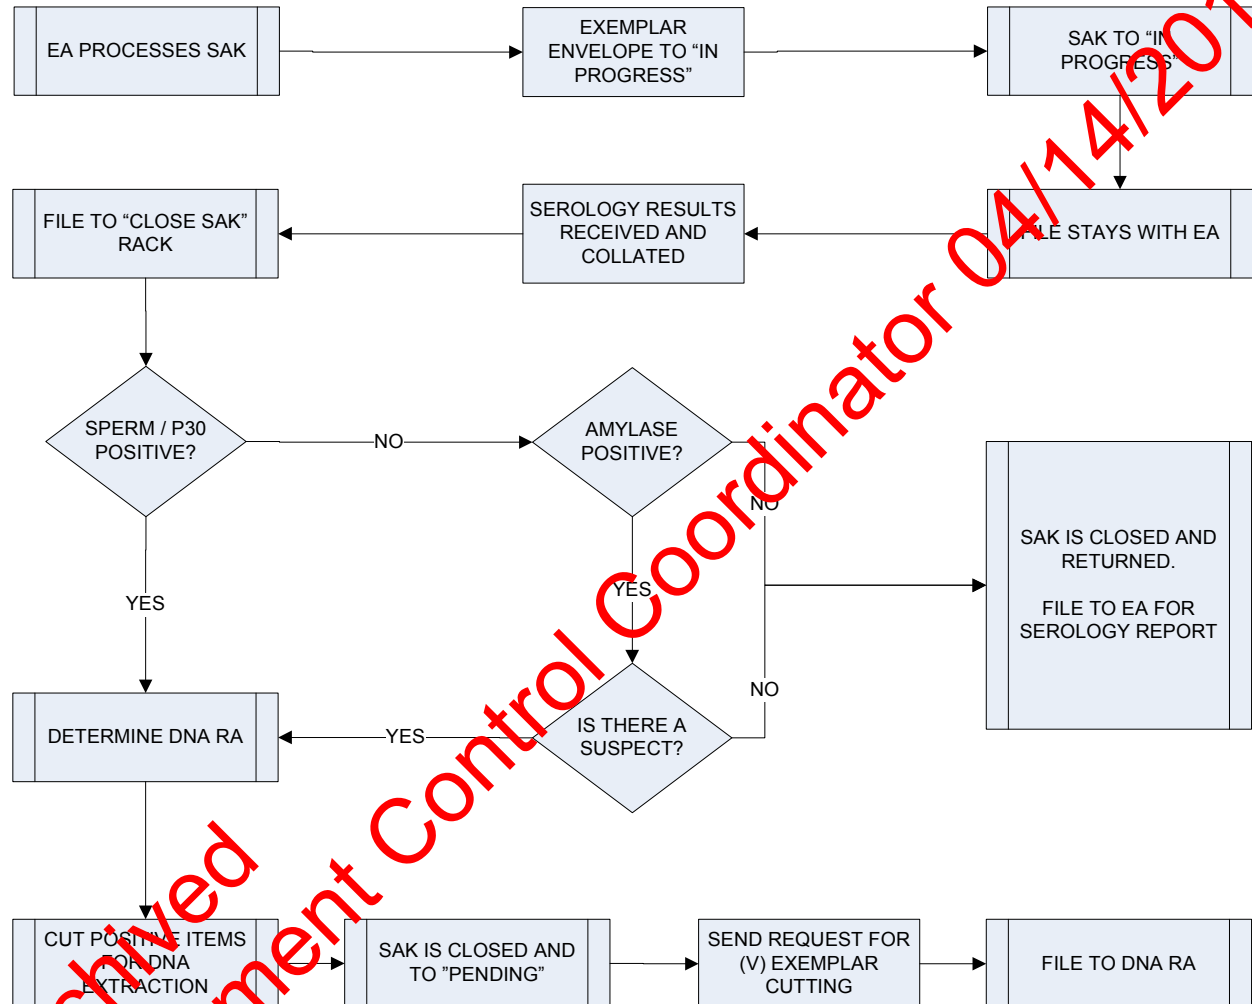 EA PROCESSES SAK
EXEMPLAR
ENVELOPE TO “IN
PROGRESS”
SAK TO “IN
PROGRESS”
FILE TO “CLOSE SAK”
RACK
SEROLOGY RESULTS
RECEIVED AND
COLLATED
FILE STAYS WITH EA
SPERM / P30
POSITIVE?
NO
AMYLASE
POSITIVE?
NO
YES
YES
SAK IS CLOSED AND
RETURNED.
FILE TO EA FOR
SEROLOGY REPORT
DETERMINE DNA RA
YES
IS THERE A
SUSPECT?
NO
CUT POSITIVE ITEMS
FOR DNA
EXTRACTION
SAK IS CLOSED AND
TO ”PENDING”
SEND REQUEST FOR
(V) EXEMPLAR
CUTTING
FILE TO DNA RA
chived
ment Control Coordinator 04/14/201